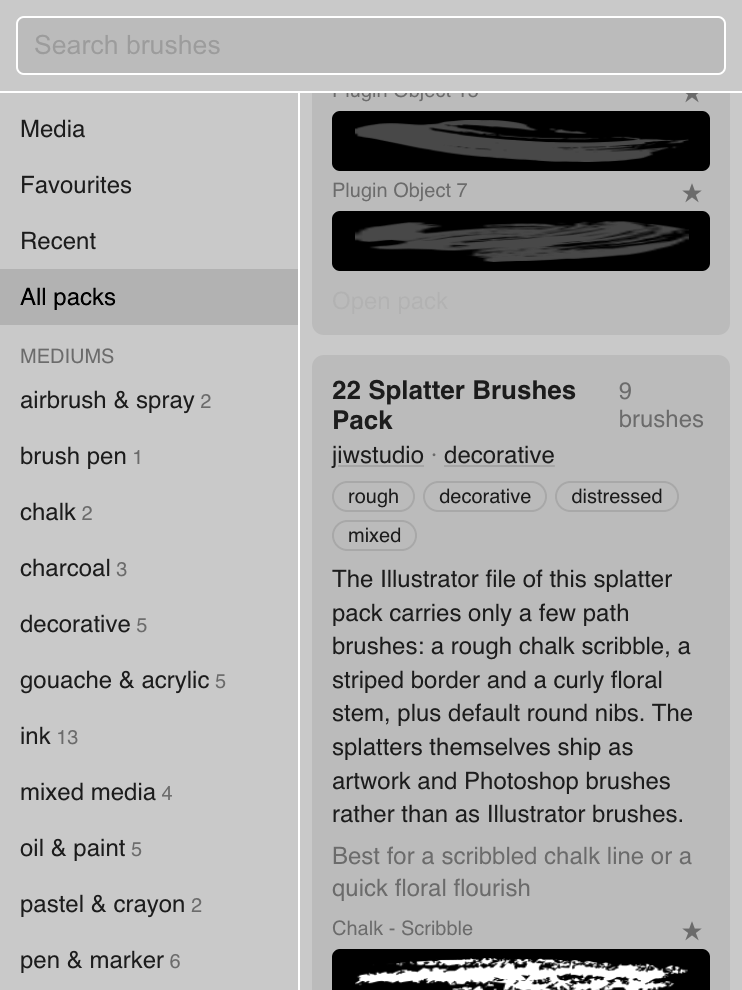 Search brushes
Media
Favourites
Recent
All packs
MEDIUMS
airbrush & spray 2
brush pen 1
chalk 2
charcoal 3
decorative 5
gouache & acrylic 5
ink 13
mixed media 4
oil & paint 5
pastel & crayon 2
pen & marker 6
Plugin Object 7
Open pack
22 Splatter Brushes
Pack
9
brushes
jiwstudio · decorative
rough
decorative
distressed
mixed
The Illustrator file of this splatter
pack carries only a few path
brushes: a rough chalk scribble, a
striped border and a curly floral
stem, plus default round nibs. The
splatters themselves ship as
artwork and Photoshop brushes
rather than as Illustrator brushes.
Best for a scribbled chalk line or a
quick floral flourish
Chalk - Scribble